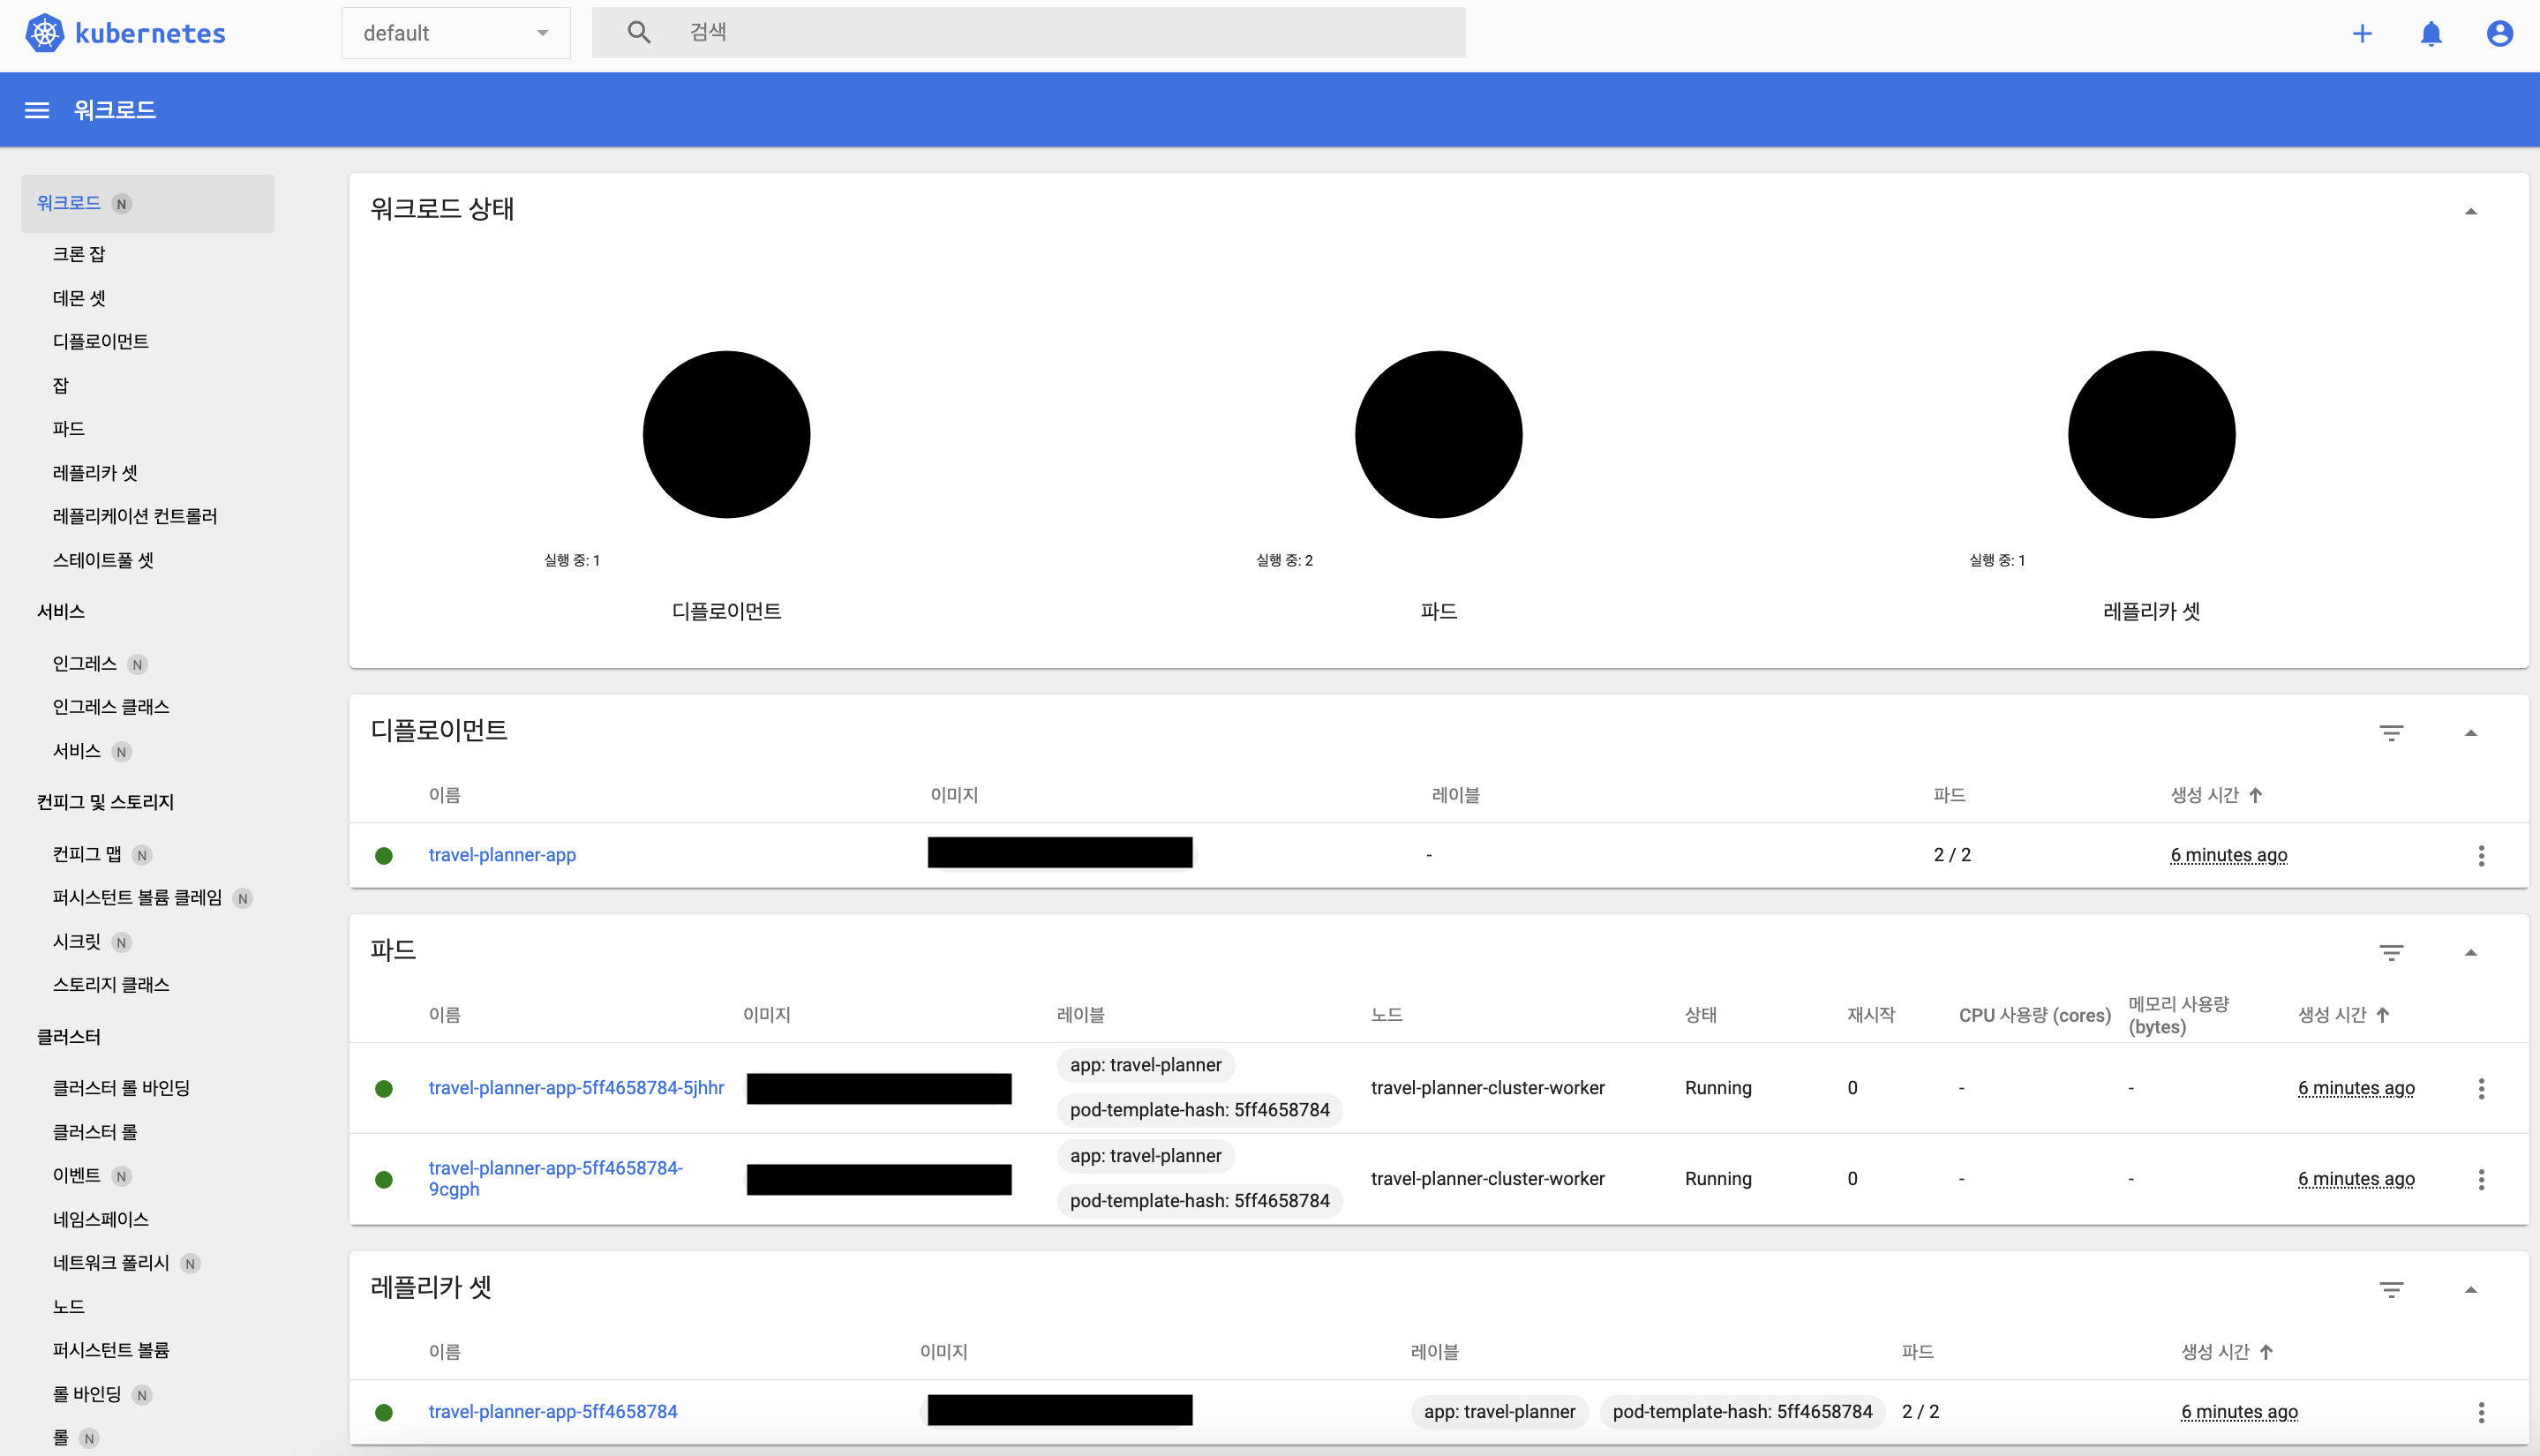 kubernetes
default
검색
워크로드
워크로드 N
크론 잡
데몬 셋
디플로이먼트
잡
파드
레플리카 셋
레플리케이션 컨트롤러
스테이트풀 셋
서비스
인그레스 N
인그레스 클래스
서비스 N
컨피그 및 스토리지
컨피그 맵 N
퍼시스턴트 볼륨 클레임 N
시크릿 N
스토리지 클래스
클러스터
클러스터 롤 바인딩
클러스터 롤
이벤트 N
네임스페이스
네트워크 폴리시 N
노드
퍼시스턴트 볼륨
롤 바인딩 N
롤 N
워크로드 상태
실행 중: 1
디플로이먼트
실행 중: 2
파드
실행 중: 1
레플리카 셋
디플로이먼트
이름 이미지 레이블 파드 생성 시간
travel-planner-app - 2 / 2 6 minutes ago
파드
이름 이미지 레이블 노드 상태 재시작 CPU 사용량 (cores) 메모리 사용량 (bytes) 생성 시간
travel-planner-app-5ff4658784-5jhhr app: travel-planner travel-planner-cluster-worker Running 0 - - 6 minutes ago
pod-template-hash: 5ff4658784
travel-planner-app-5ff4658784-
9cgph app: travel-planner travel-planner-cluster-worker Running 0 - - 6 minutes ago
pod-template-hash: 5ff4658784
레플리카 셋
이름 이미지 레이블 파드 생성 시간
travel-planner-app-5ff4658784 app: travel-planner pod-template-hash: 5ff4658784 2 / 2 6 minutes ago